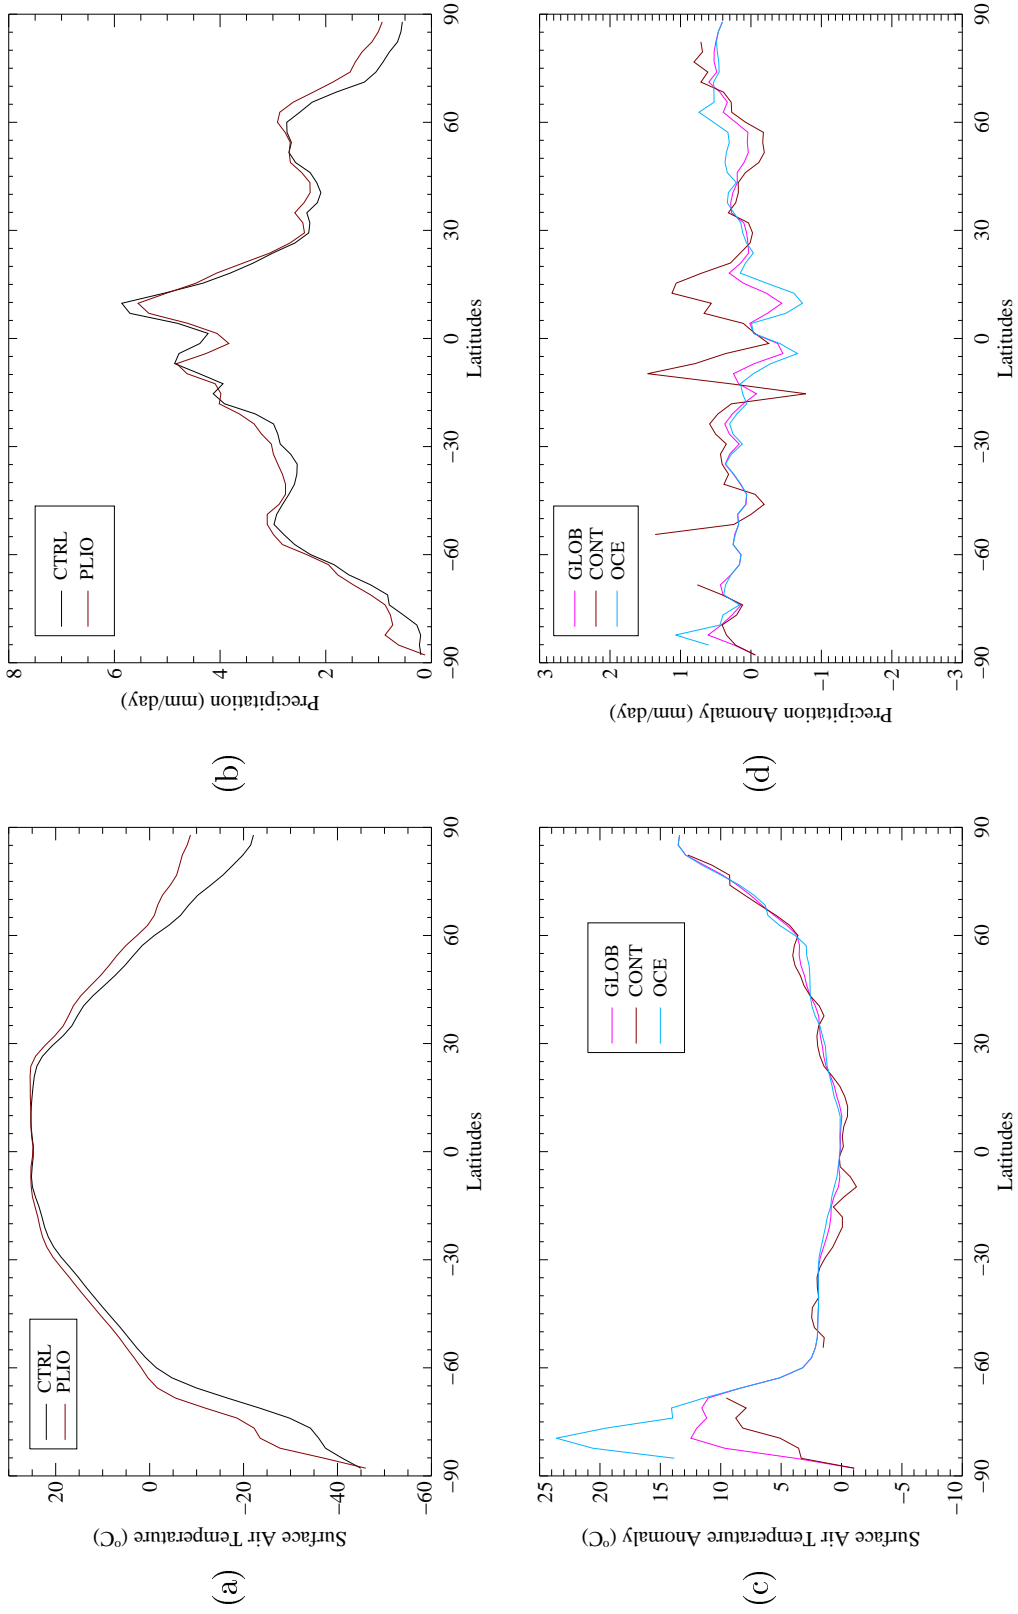 (a)
Surface Air Temperature (°C)
20
0
−20
−40
−60
CTRL
PLIO
−90
−60
−30
0
30
60
90
Latitudes
(b)
Precipitation (mm/day)
8
6
4
2
0
CTRL
PLIO
−90
−60
−30
0
30
60
90
Latitudes
(c)
Surface Air Temperature Anomaly (°C)
25
20
15
10
5
0
−5
−10
GLOB
CONT
OCE
−90
−60
−30
0
30
60
90
Latitudes
(d)
Precipitation Anomaly (mm/day)
3
2
1
0
−1
−2
−3
GLOB
CONT
OCE
−90
−60
−30
0
30
60
90
Latitudes